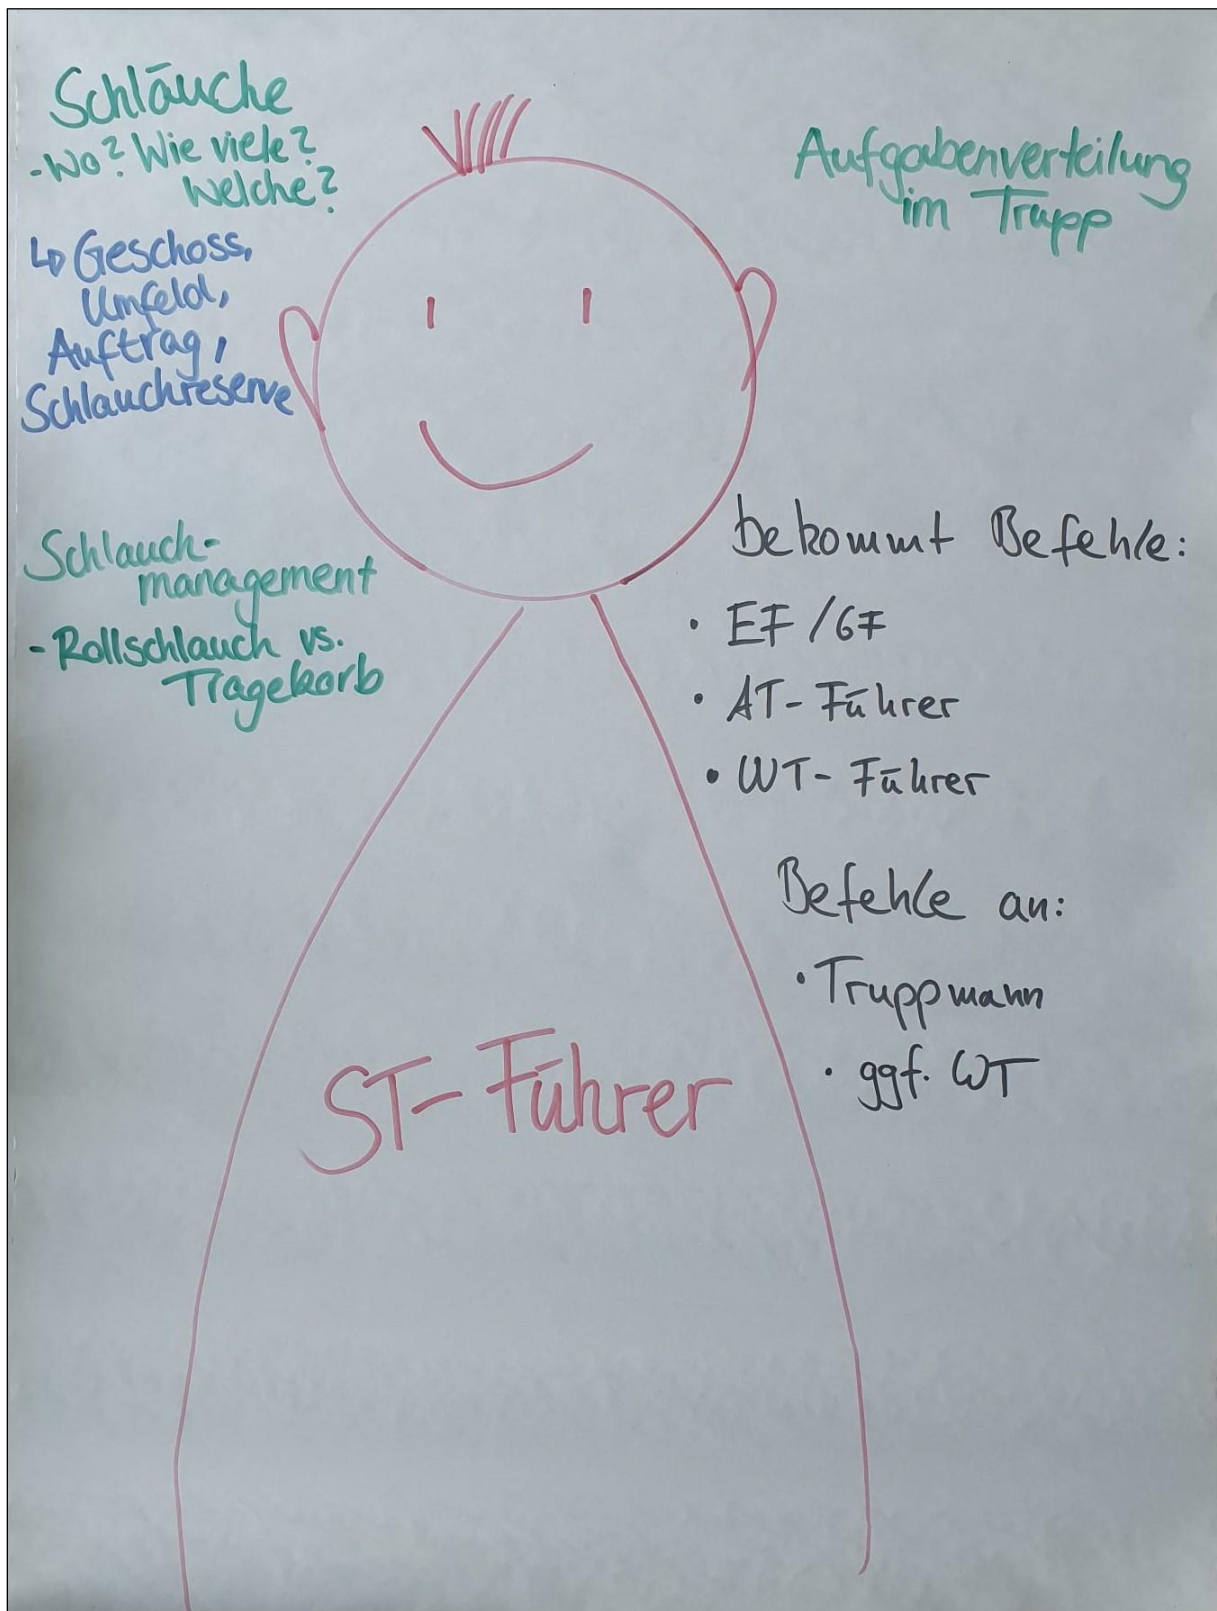 Schläuche
-Wo? Wie viele?
Welche?
↳ Geschoss,
Umfeld,
Auftrag,
Schlauchreserve
Schlauch-
management
- Rollschlauch vs.
Tragekorb
Aufgabenverteilung
im Trupp
bekommt Befehle:
• EF/GF
• AT-Führer
• WT-Führer
Befehle an:
• Truppmann
• ggf. WT
ST-Führer